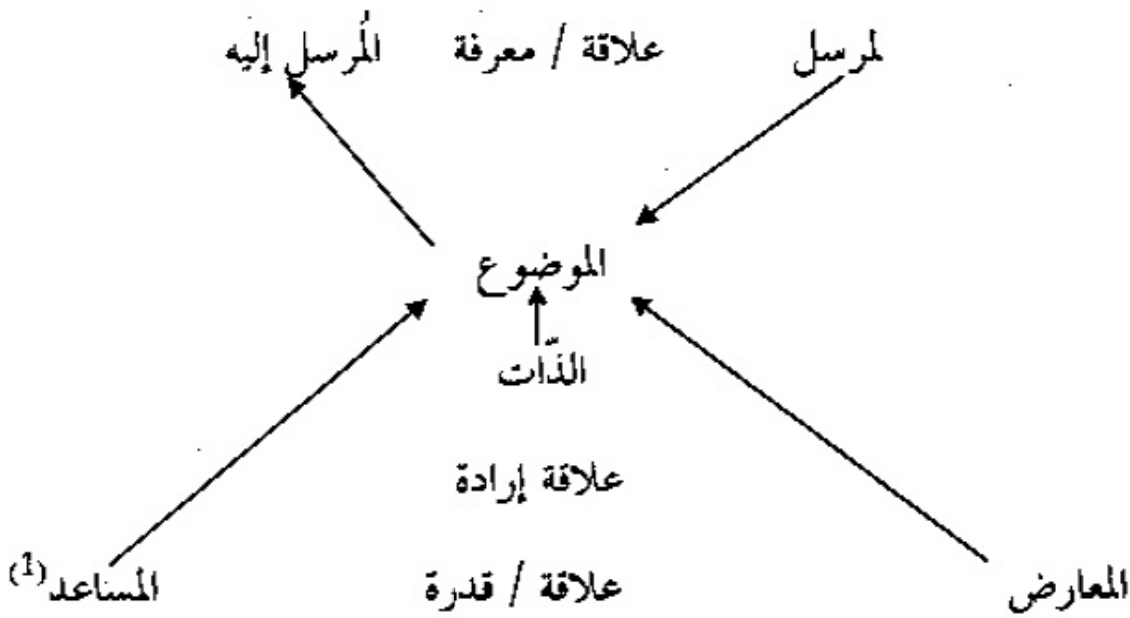 لمرسل علاقة / معرفة المُرسل إليه
الموضوع
الذّات
علاقة إرادة
المعارض علاقة / قدرة المساعد(1)